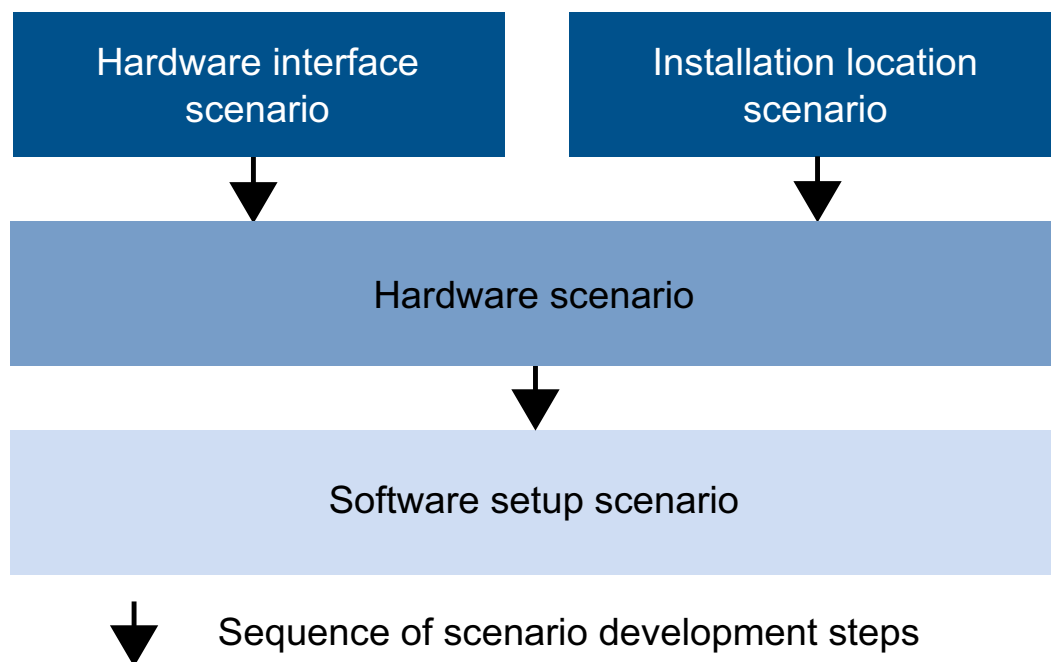 Hardware interface
scenario
Installation location
scenario
Hardware scenario
Software setup scenario
Sequence of scenario development steps